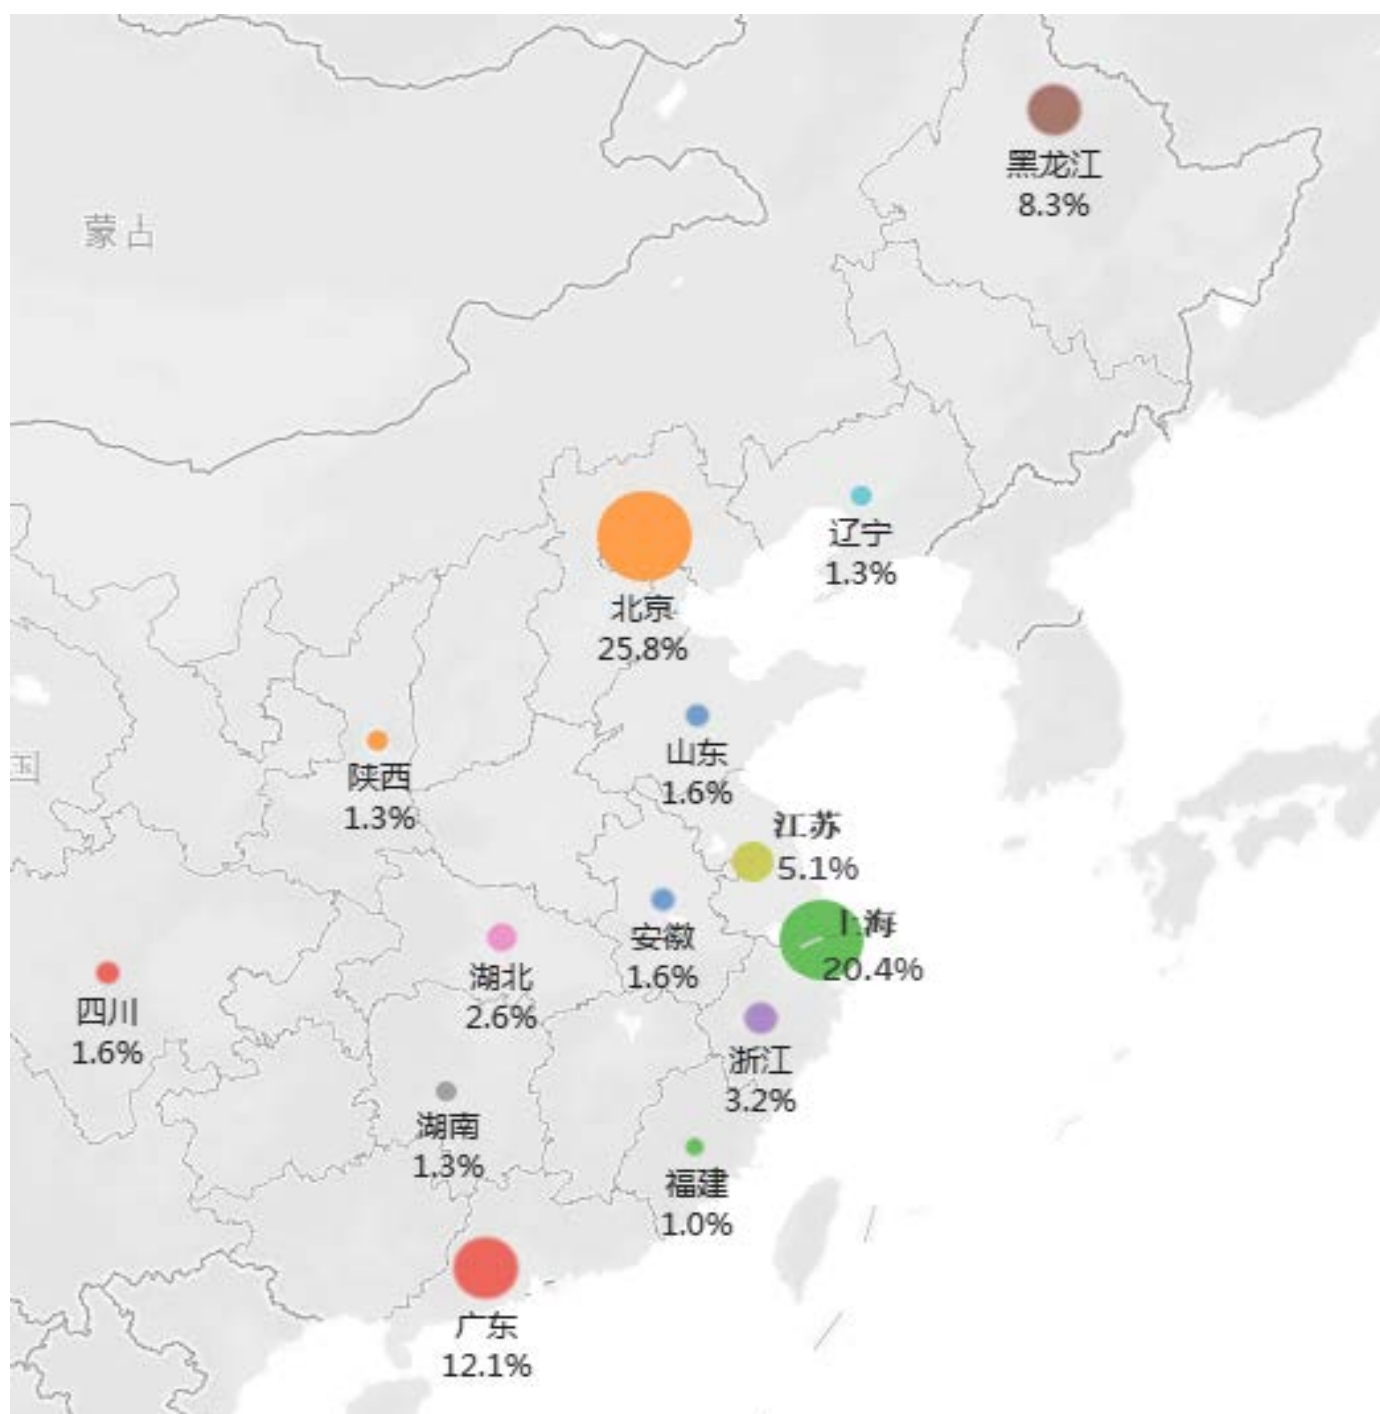 黑龙江
8.3%
蒙古
辽宁
1.3%
北京
25.8%
山东
1.6%
陕西
1.3%
国
江苏
5.1%
安徽
1.6%
上海
20.4%
湖北
2.6%
四川
1.6%
浙江
3.2%
湖南
1.3%
福建
1.0%
广东
12.1%